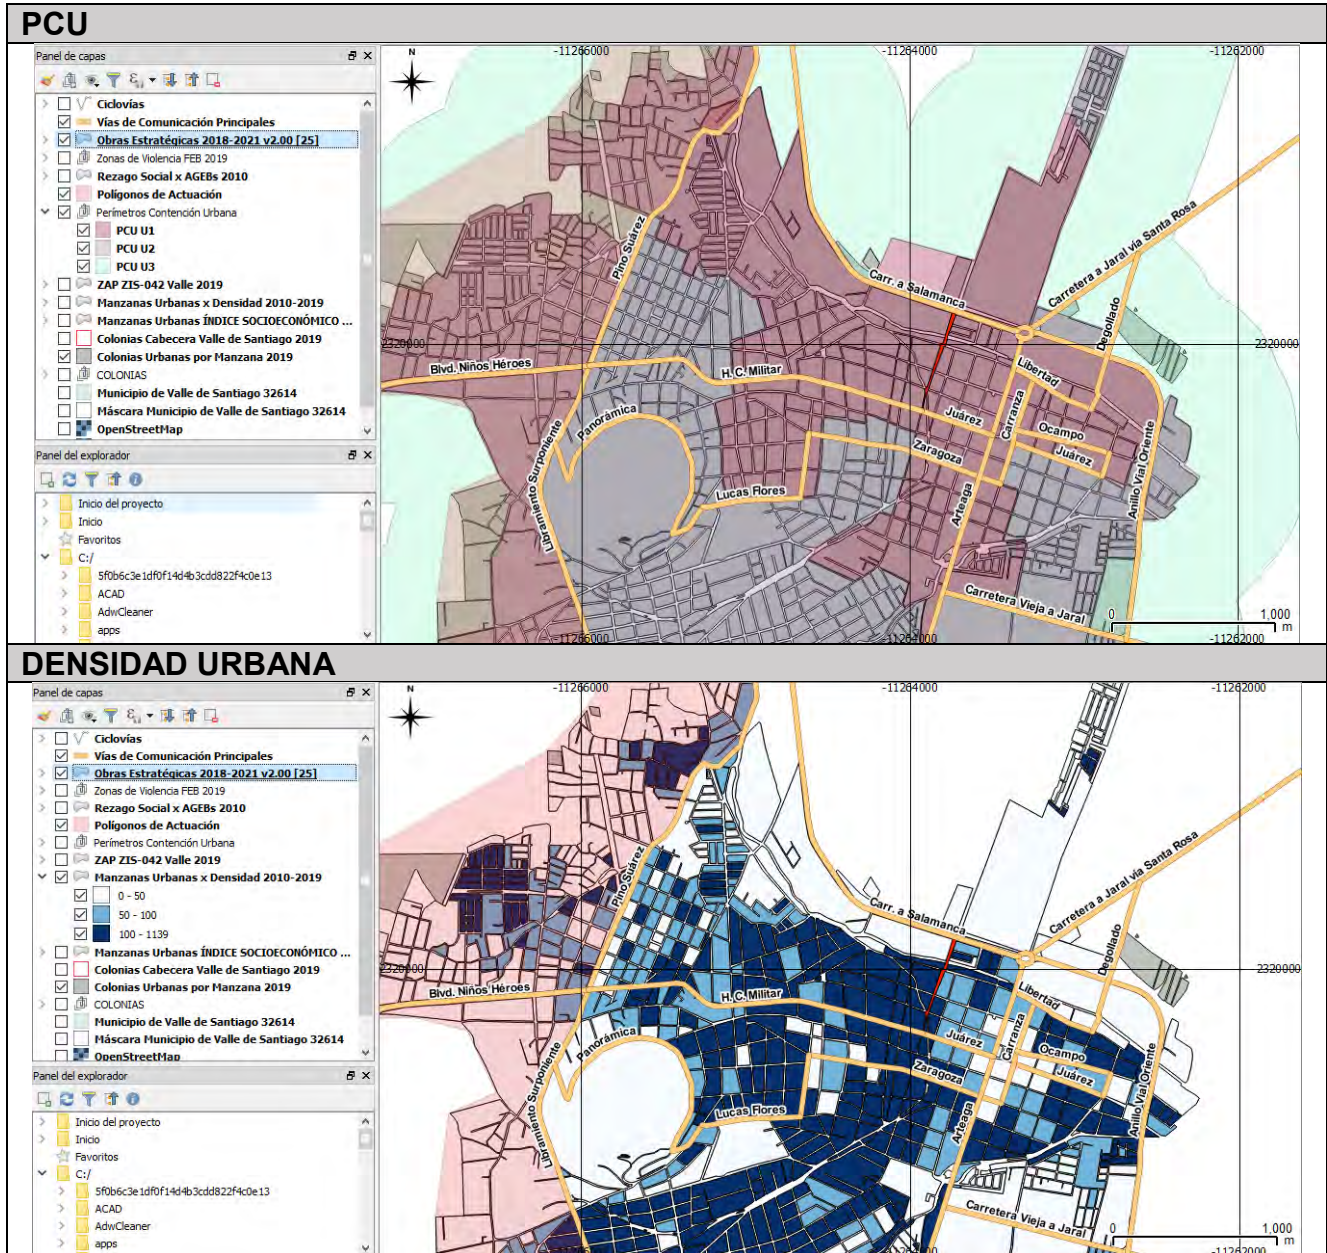 PCU
Panel de capas
Ciclovías
Vías de Comunicación Principales
Obras Estratégicas 2018-2021 v2.00 [25]
Zonas de Violencia FEB 2019
Rezago Social x AGEBs 2010
Polígonos de Actuación
Perímetros Contención Urbana
PCU U1
PCU U2
PCU U3
ZAP ZIS-042 Valle 2019
Manzanas Urbanas x Densidad 2010-2019
Manzanas Urbanas ÍNDICE SOCIOECONÓMICO ...
Colonias Cabecera Valle de Santiago 2019
Colonias Urbanas por Manzana 2019
COLONIAS
Municipio de Valle de Santiago 32614
Máscara Municipio de Valle de Santiago 32614
OpenStreetMap
Panel del explorador
Inicio del proyecto
Inicio
Favoritos
C:/
5f0b6c3e1df0f14d4b3cdd822f4c0e13
ACAD
AdwCleaner
apps
N
-11266000
-11264000
-11262000
Pino Suárez
Carr. a Salamanca
Carretera a Jaral vía Santa Rosa
Degollado
2320000
2320000
Blvd. Niños Héroes
H. C. Militar
Libertad
Panorámica
Juárez
Carranza
Ocampo
Juárez
Zaragoza
Libramiento Surponiente
Lucas Flores
Arteaga
Anillo Vial Oriente
Carretera Vieja a Jaral
0
1,000
m
-11266000
-11264000
-11262000
DENSIDAD URBANA
Panel de capas
Ciclovías
Vías de Comunicación Principales
Obras Estratégicas 2018-2021 v2.00 [25]
Zonas de Violencia FEB 2019
Rezago Social x AGEBs 2010
Polígonos de Actuación
Perímetros Contención Urbana
ZAP ZIS-042 Valle 2019
Manzanas Urbanas x Densidad 2010-2019
0 - 50
50 - 100
100 - 1139
Manzanas Urbanas ÍNDICE SOCIOECONÓMICO ...
Colonias Cabecera Valle de Santiago 2019
Colonias Urbanas por Manzana 2019
COLONIAS
Municipio de Valle de Santiago 32614
Máscara Municipio de Valle de Santiago 32614
OpenStreetMap
Panel del explorador
Inicio del proyecto
Inicio
Favoritos
C:/
5f0b6c3e1df0f14d4b3cdd822f4c0e13
ACAD
AdwCleaner
apps
N
-11266000
-11264000
-11262000
Pino Suárez
Carr. a Salamanca
Carretera a Jaral vía Santa Rosa
Degollado
2320000
2320000
Blvd. Niños Héroes
H. C. Militar
Libertad
Panorámica
Juárez
Carranza
Ocampo
Juárez
Zaragoza
Libramiento Surponiente
Lucas Flores
Arteaga
Anillo Vial Oriente
Carretera Vieja a Jaral
0
1,000
m
-11266000
-11264000
-11262000